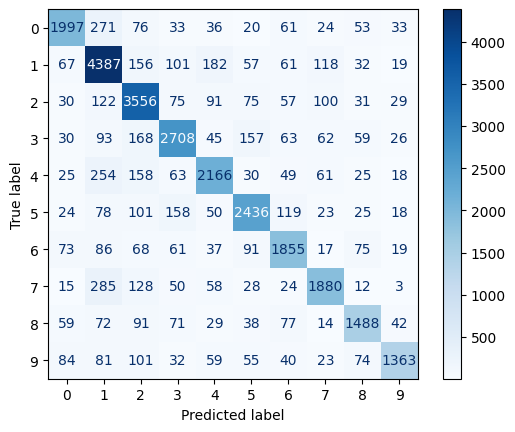 0 1997 271 76 33 36 20 61 24 53 33
1 67 4387 156 101 182 57 61 118 32 19
2 30 122 3556 75 91 75 57 100 31 29
3 30 93 168 2708 45 157 63 62 59 26
4 25 254 158 63 2166 30 49 61 25 18
5 24 78 101 158 50 2436 119 23 25 18
6 73 86 68 61 37 91 1855 17 75 19
7 15 285 128 50 58 28 24 1880 12 3
8 59 72 91 71 29 38 77 14 1488 42
9 84 81 101 32 59 55 40 23 74 1363
0 1 2 3 4 5 6 7 8 9
Predicted label
True label
4000
3500
3000
2500
2000
1500
1000
500